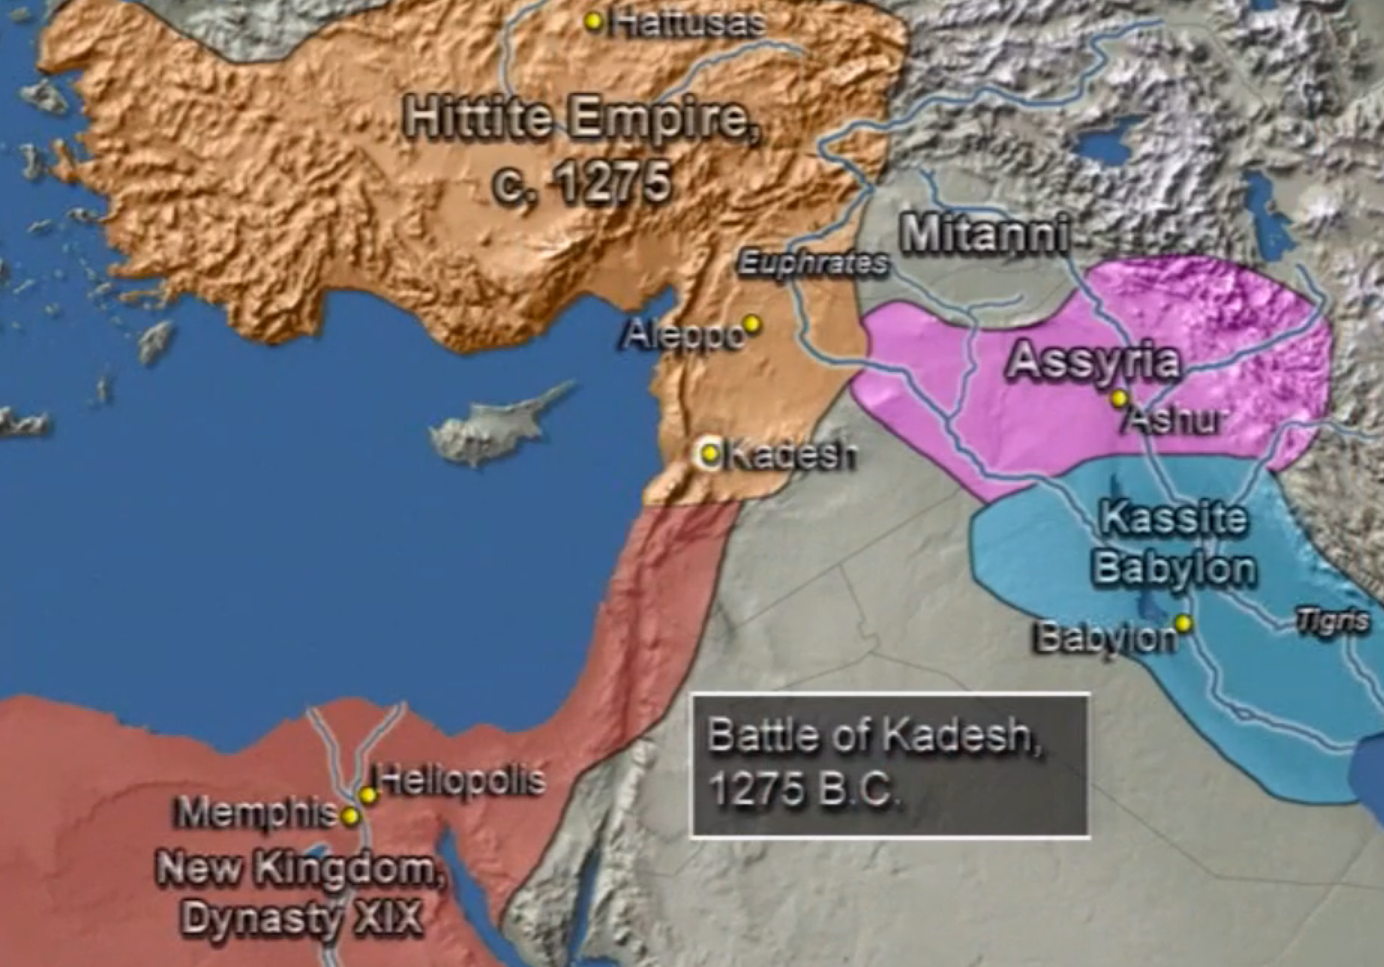 Hattusas
Hittite Empire,
c. 1275
Mitanni
Euphrates
Aleppo
Assyria
Ashur
Kadesh
Kassite
Babylon
Tigris
Babylon
Battle of Kadesh,
1275 B.C.
Heliopolis
Memphis
New Kingdom,
Dynasty XIX